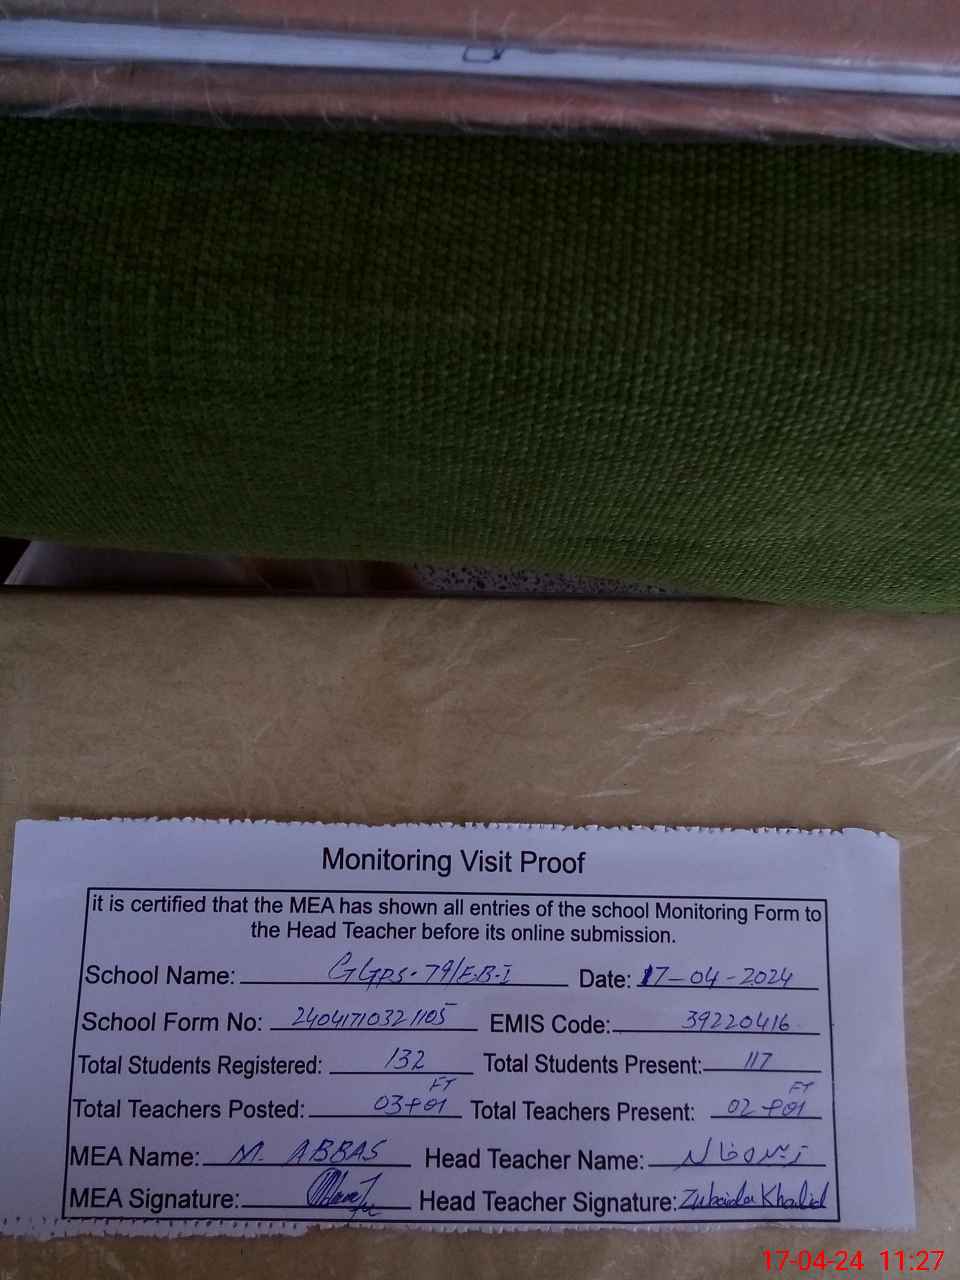 Monitoring Visit Proof
it is certified that the MEA has shown all entries of the school Monitoring Form to
the Head Teacher before its online submission.
School Name: GGPS-79/E.B-I Date: 17-04-2024
School Form No: 24041710321105 EMIS Code: 39220416
Total Students Registered: 132 Total Students Present: 117
FT FT
Total Teachers Posted: 03+01 Total Teachers Present: 02+01
MEA Name: M. ABBAS Head Teacher Name: زبیدہ خالد
MEA Signature: Head Teacher Signature: Zubaida Khalid
17-04-24 11:27